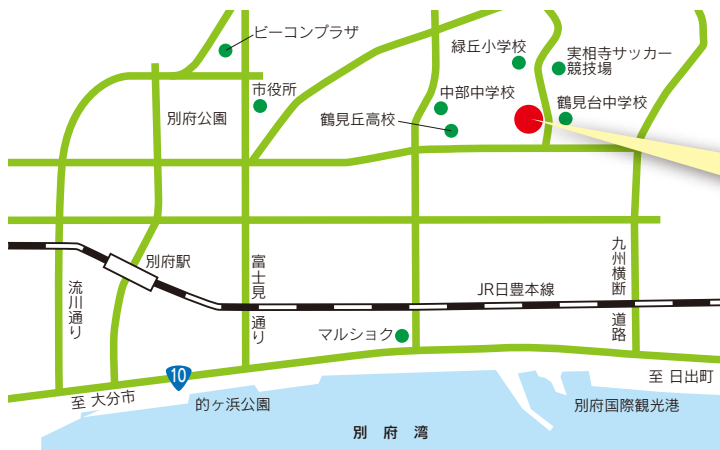 ビーコンプラザ
緑丘小学校
実相寺サッカー
競技場
市役所
中部中学校
別府公園
鶴見丘高校
鶴見台中学校
別府駅
富士見
通り
九州横断
道路
流川通り
JR日豊本線
マルショク
10
至 大分市
的ヶ浜公園
至 日出町
別府国際観光港
別府湾